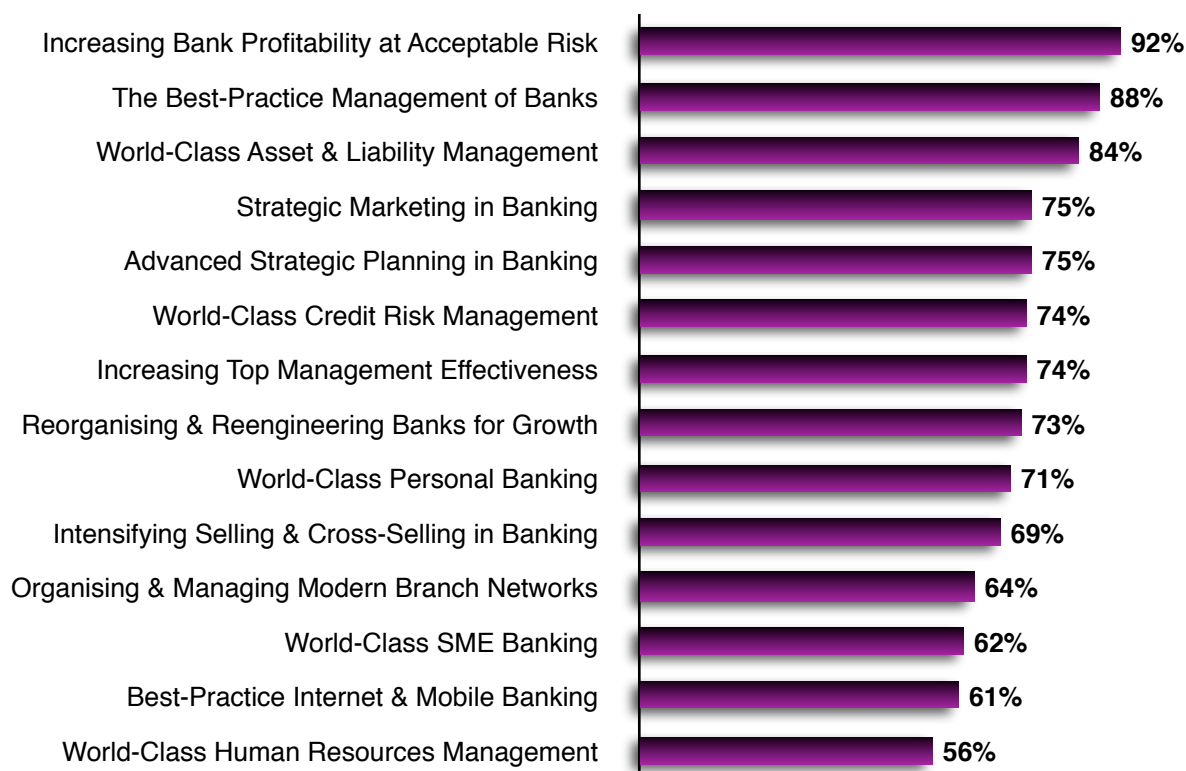 Increasing Bank Profitability at Acceptable Risk 92%
The Best-Practice Management of Banks 88%
World-Class Asset & Liability Management 84%
Strategic Marketing in Banking 75%
Advanced Strategic Planning in Banking 75%
World-Class Credit Risk Management 74%
Increasing Top Management Effectiveness 74%
Reorganising & Reengineering Banks for Growth 73%
World-Class Personal Banking 71%
Intensifying Selling & Cross-Selling in Banking 69%
Organising & Managing Modern Branch Networks 64%
World-Class SME Banking 62%
Best-Practice Internet & Mobile Banking 61%
World-Class Human Resources Management 56%